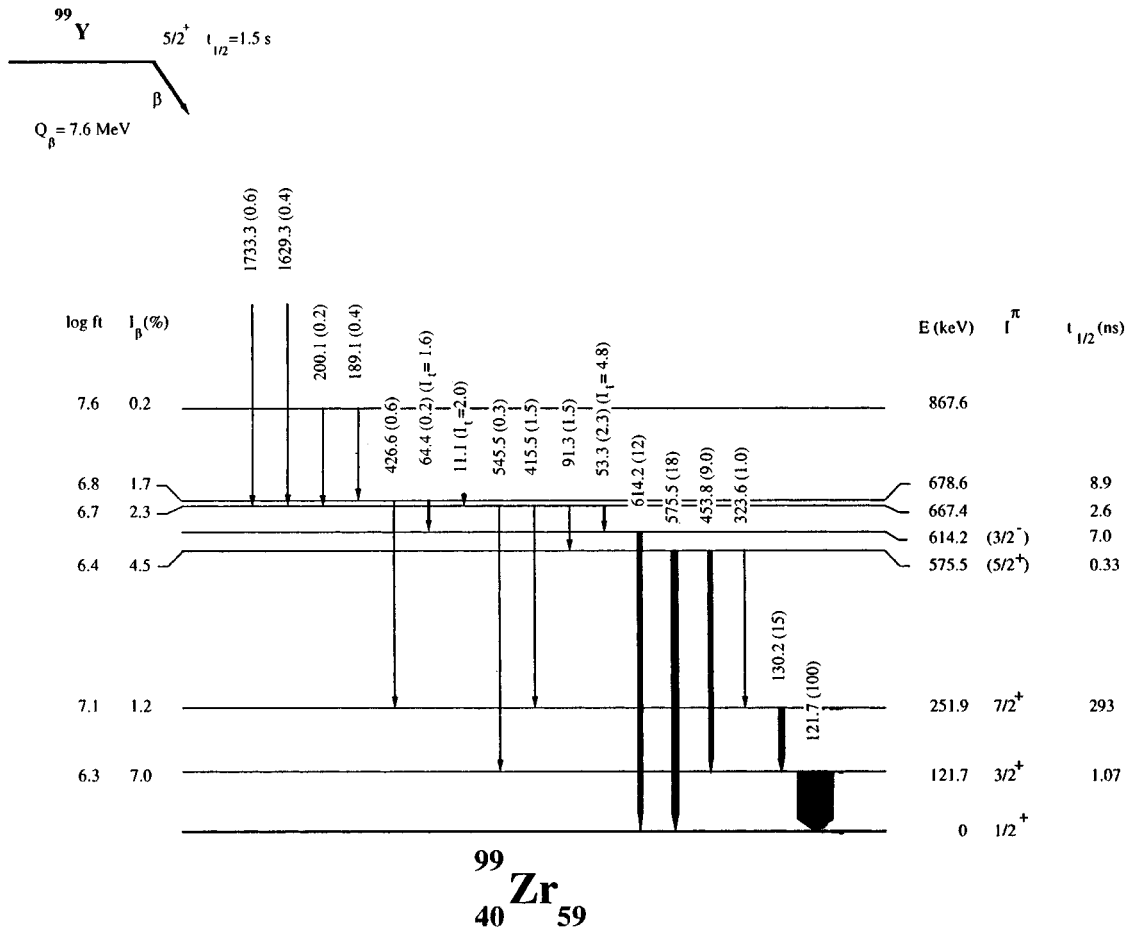 99Y 5/2+ t1/2=1.5 s
β
Qβ = 7.6 MeV
1733.3 (0.6)
1629.3 (0.4)
200.1 (0.2)
189.1 (0.4)
426.6 (0.6)
64.4 (0.2) (It = 1.6)
11.1 (It = 2.0)
545.5 (0.3)
415.5 (1.5)
91.3 (1.5)
53.3 (2.3) (It = 4.8)
614.2 (12)
575.5 (18)
453.8 (9.0)
323.6 (1.0)
130.2 (15)
121.7 (100)
log ft Iβ(%) E (keV) Iπ t1/2 (ns)
7.6 0.2 867.6
6.8 1.7 678.6 8.9
6.7 2.3 667.4 2.6
614.2 (3/2-) 7.0
6.4 4.5 575.5 (5/2+) 0.33
7.1 1.2 251.9 7/2+ 293
6.3 7.0 121.7 3/2+ 1.07
0 1/2+
99 40 Zr 59